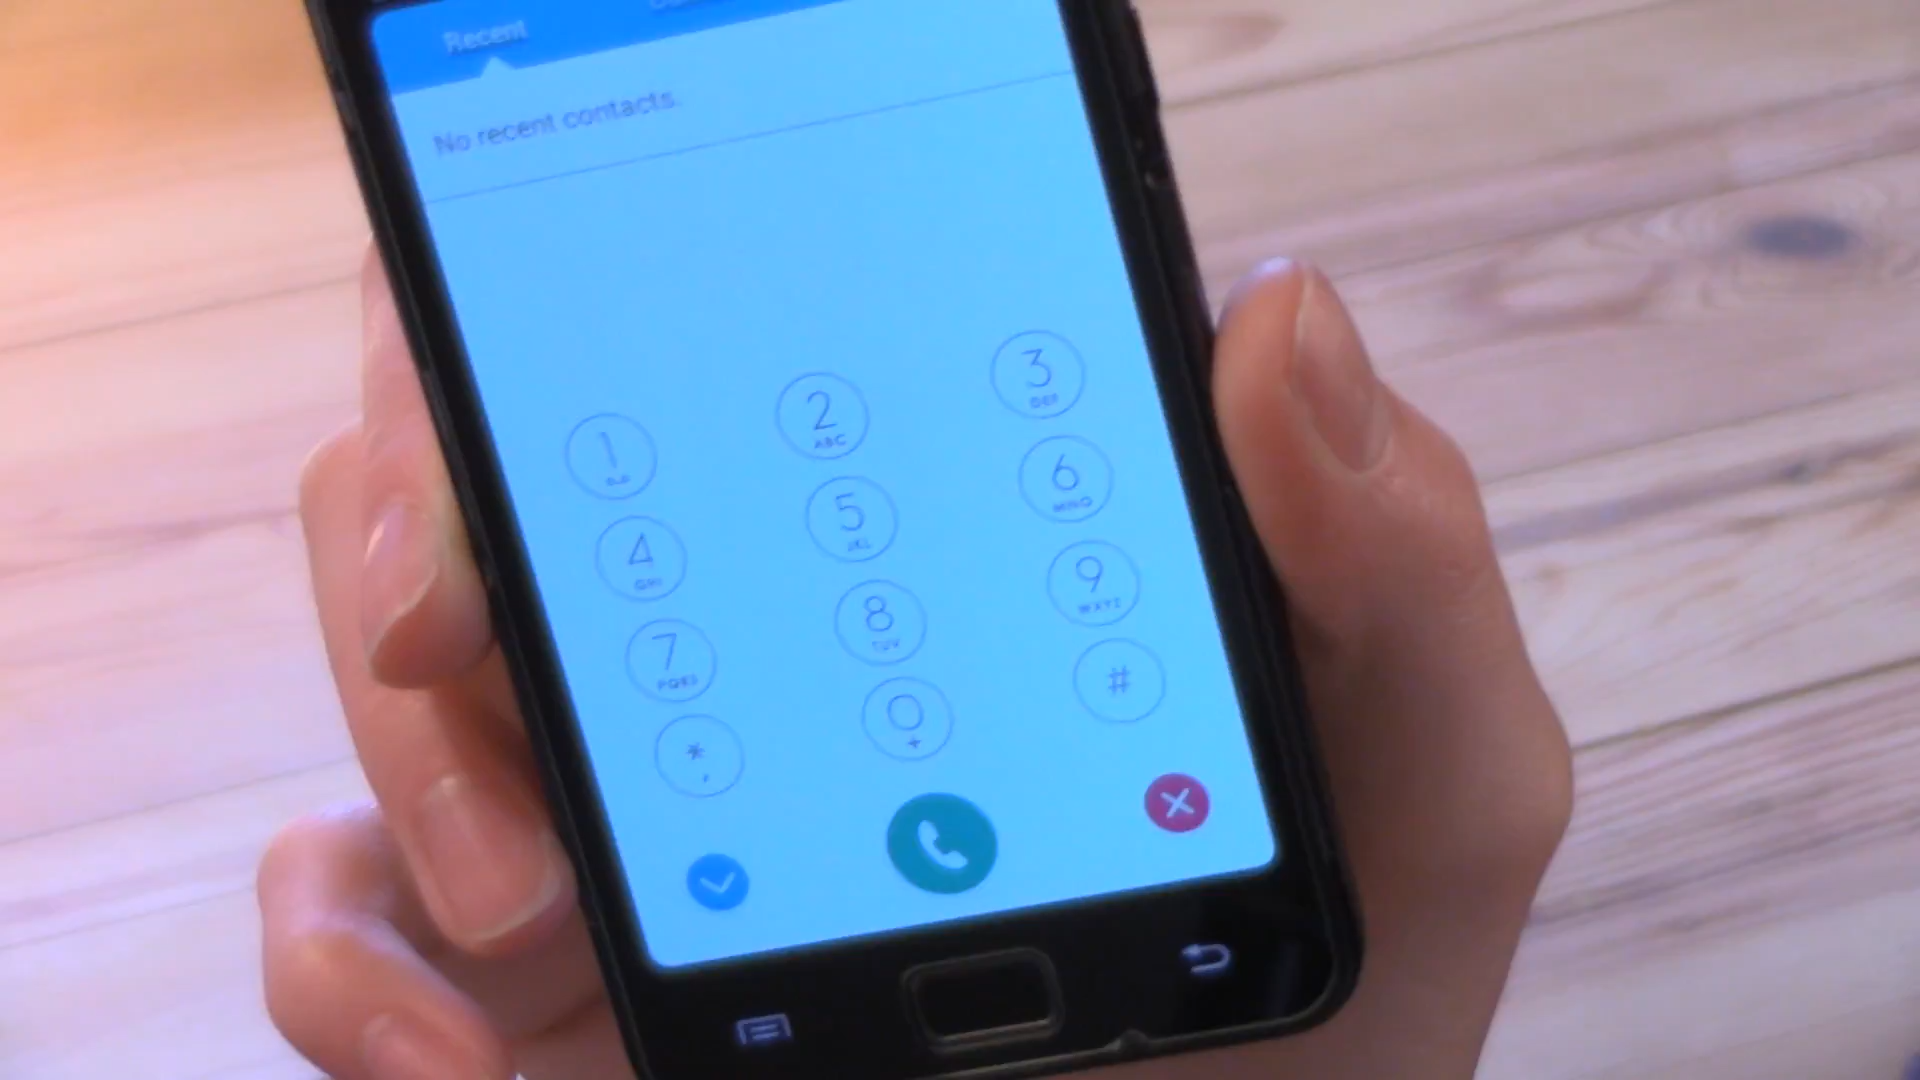 Recent
No recent contacts.
1
2 ABC
3 DEF
4 GHI
5 JKL
6 MNO
7 PQRS
8 TUV
9 WXYZ
* ,
0 +
#